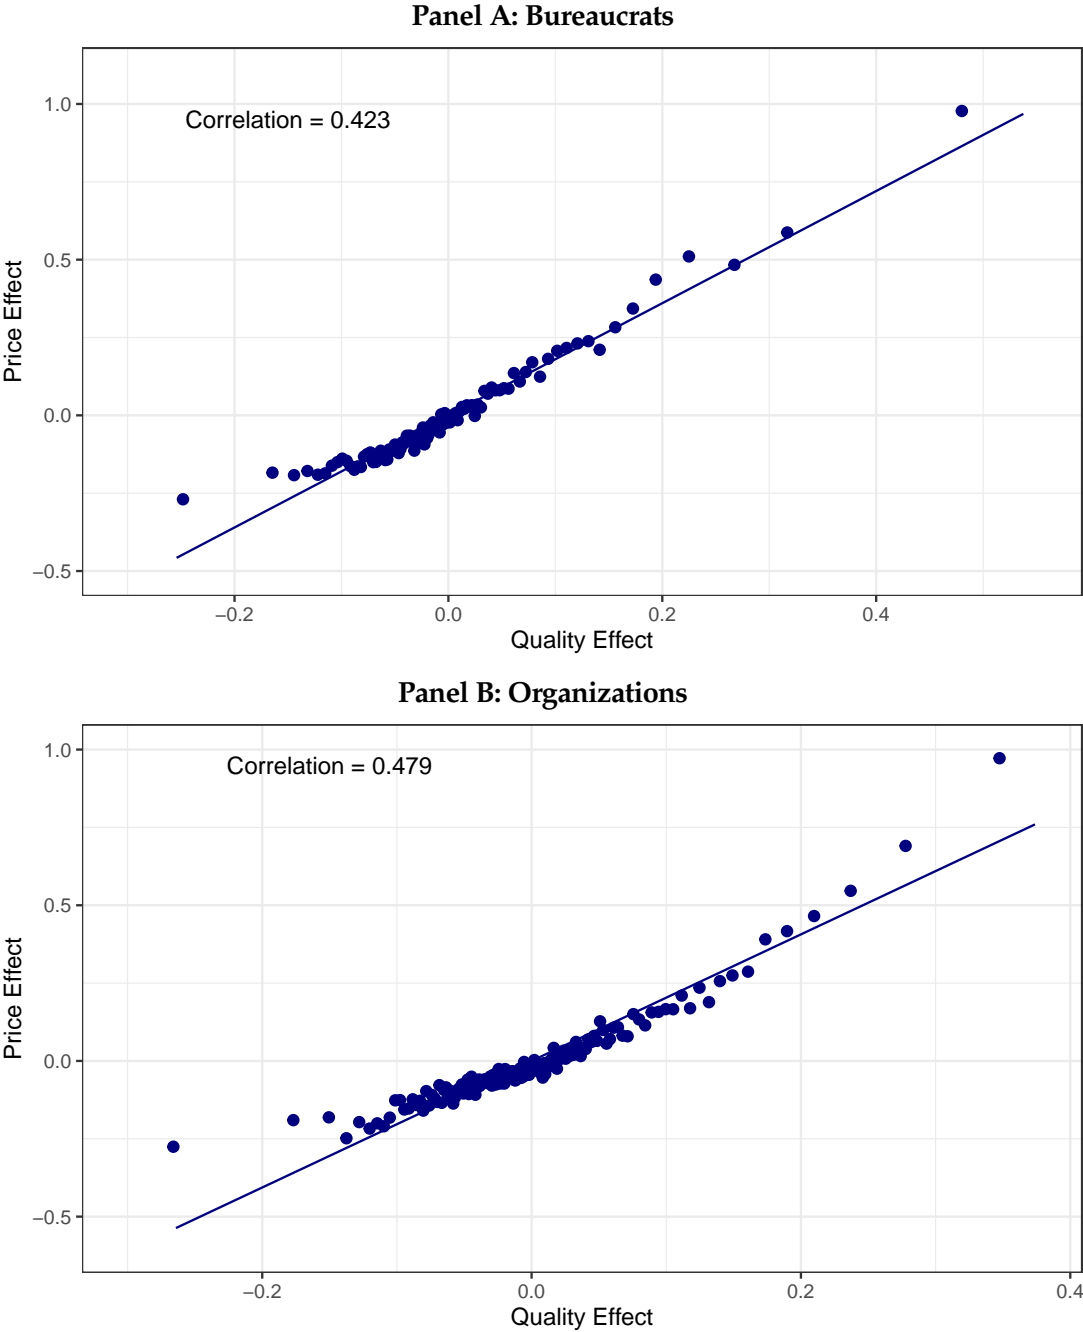 Panel A: Bureaucrats
Correlation = 0.423
1.0
0.5
0.0
−0.5
Price Effect
−0.2 0.0 0.2 0.4
Quality Effect
Panel B: Organizations
Correlation = 0.479
1.0
0.5
0.0
−0.5
Price Effect
−0.2 0.0 0.2 0.4
Quality Effect